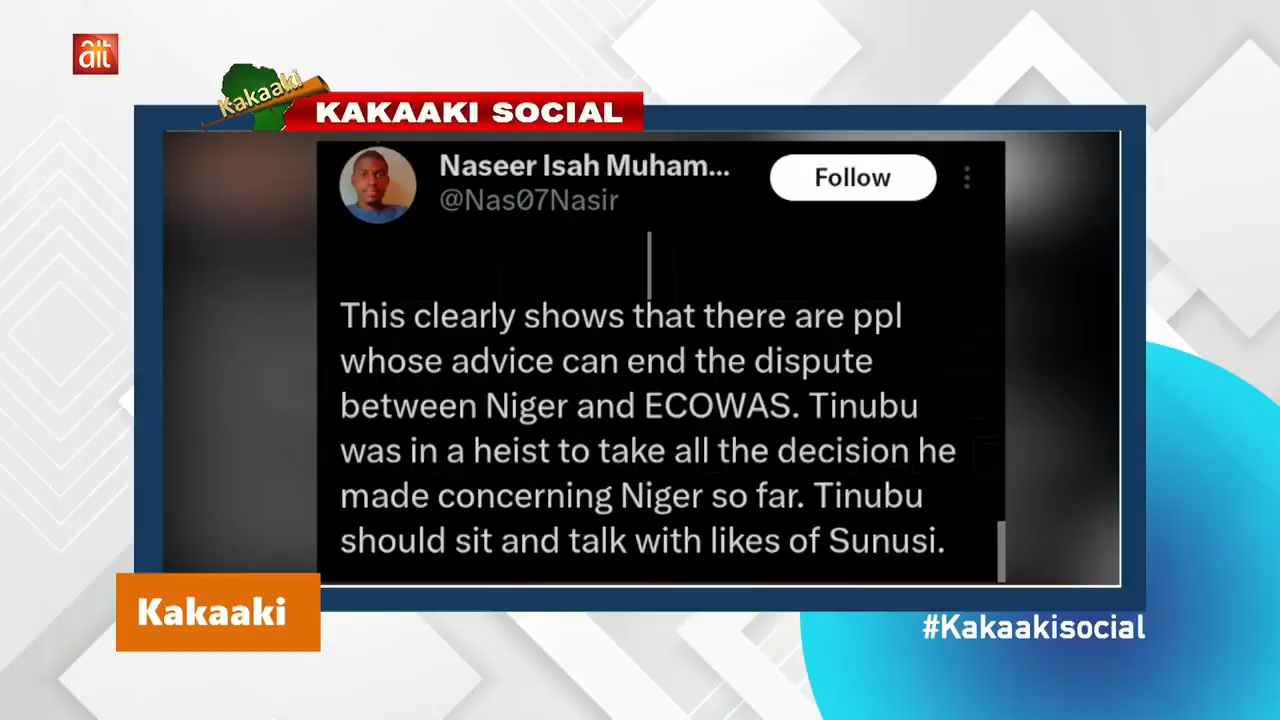 ait
Kakaaki
KAKAAKI SOCIAL
Naseer Isah Muham...
@Nas07Nasir
Follow
This clearly shows that there are ppl
whose advice can end the dispute
between Niger and ECOWAS. Tinubu
was in a heist to take all the decision he
made concerning Niger so far. Tinubu
should sit and talk with likes of Sunusi.
Kakaaki
#Kakaakisocial